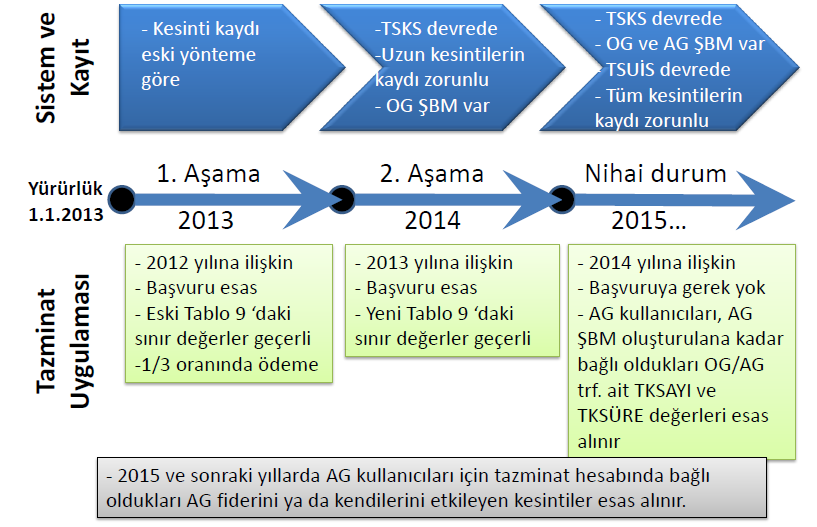 Sistem ve
Kayıt
- Kesinti kaydı
eski yönteme
göre
-TSKS devrede
-Uzun kesintilerin
kaydı zorunlu
- OG ŞBM var
- TSKS devrede
- OG ve AG ŞBM var
-TSUİS devrede
- Tüm kesintilerin
kaydı zorunlu
Yürürlük
1.1.2013
1. Aşama
2013
2. Aşama
2014
Nihai durum
2015...
Tazminat
Uygulaması
- 2012 yılına ilişkin
- Başvuru esas
- Eski Tablo 9 ‘daki
sınır değerler geçerli
-1/3 oranında ödeme
- 2013 yılına ilişkin
- Başvuru esas
- Yeni Tablo 9 ‘daki
sınır değerler geçerli
- 2014 yılına ilişkin
- Başvuruya gerek yok
- AG kullanıcıları, AG
ŞBM oluşturulana kadar
bağlı oldukları OG/AG
trf. ait TKSAYI ve
TKSÜRE değerleri esas
alınır
- 2015 ve sonraki yıllarda AG kullanıcıları için tazminat hesabında bağlı
oldukları AG fiderini ya da kendilerini etkileyen kesintiler esas alınır.